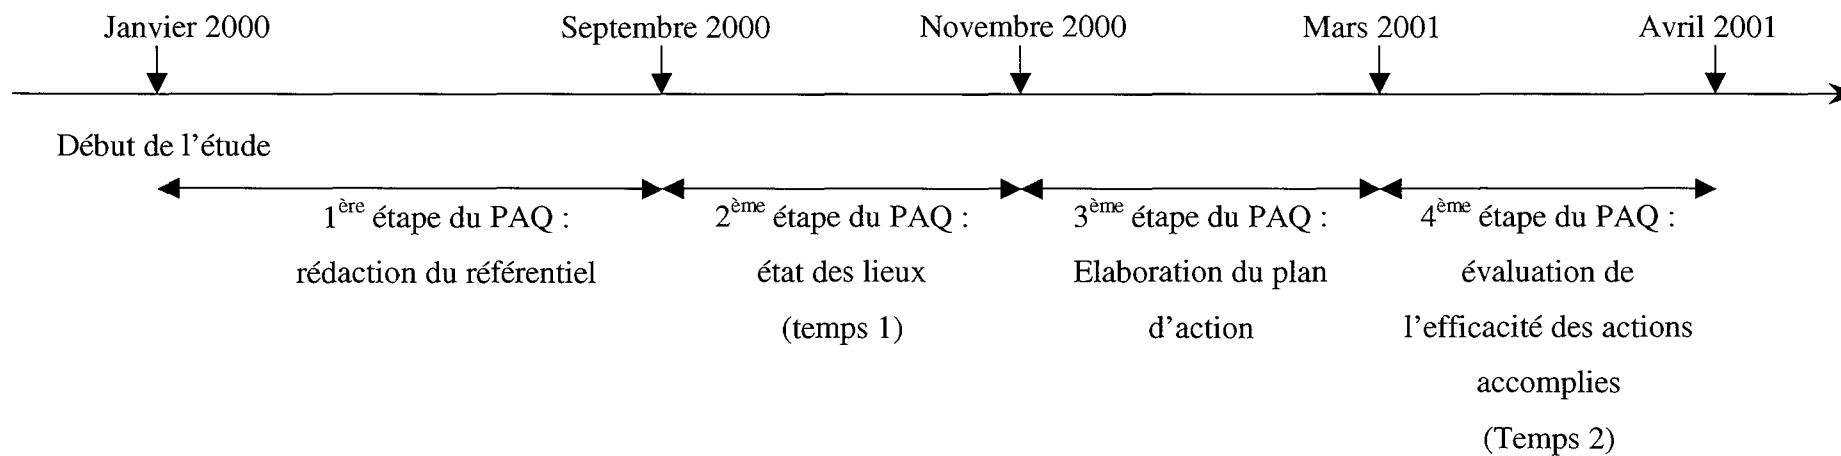 Janvier 2000 Septembre 2000 Novembre 2000 Mars 2001 Avril 2001
Début de l'étude
1ère étape du PAQ :
rédaction du référentiel
2ème étape du PAQ :
état des lieux
(temps 1)
3ème étape du PAQ :
Elaboration du plan
d'action
4ème étape du PAQ :
évaluation de
l'efficacité des actions
accomplies
(Temps 2)